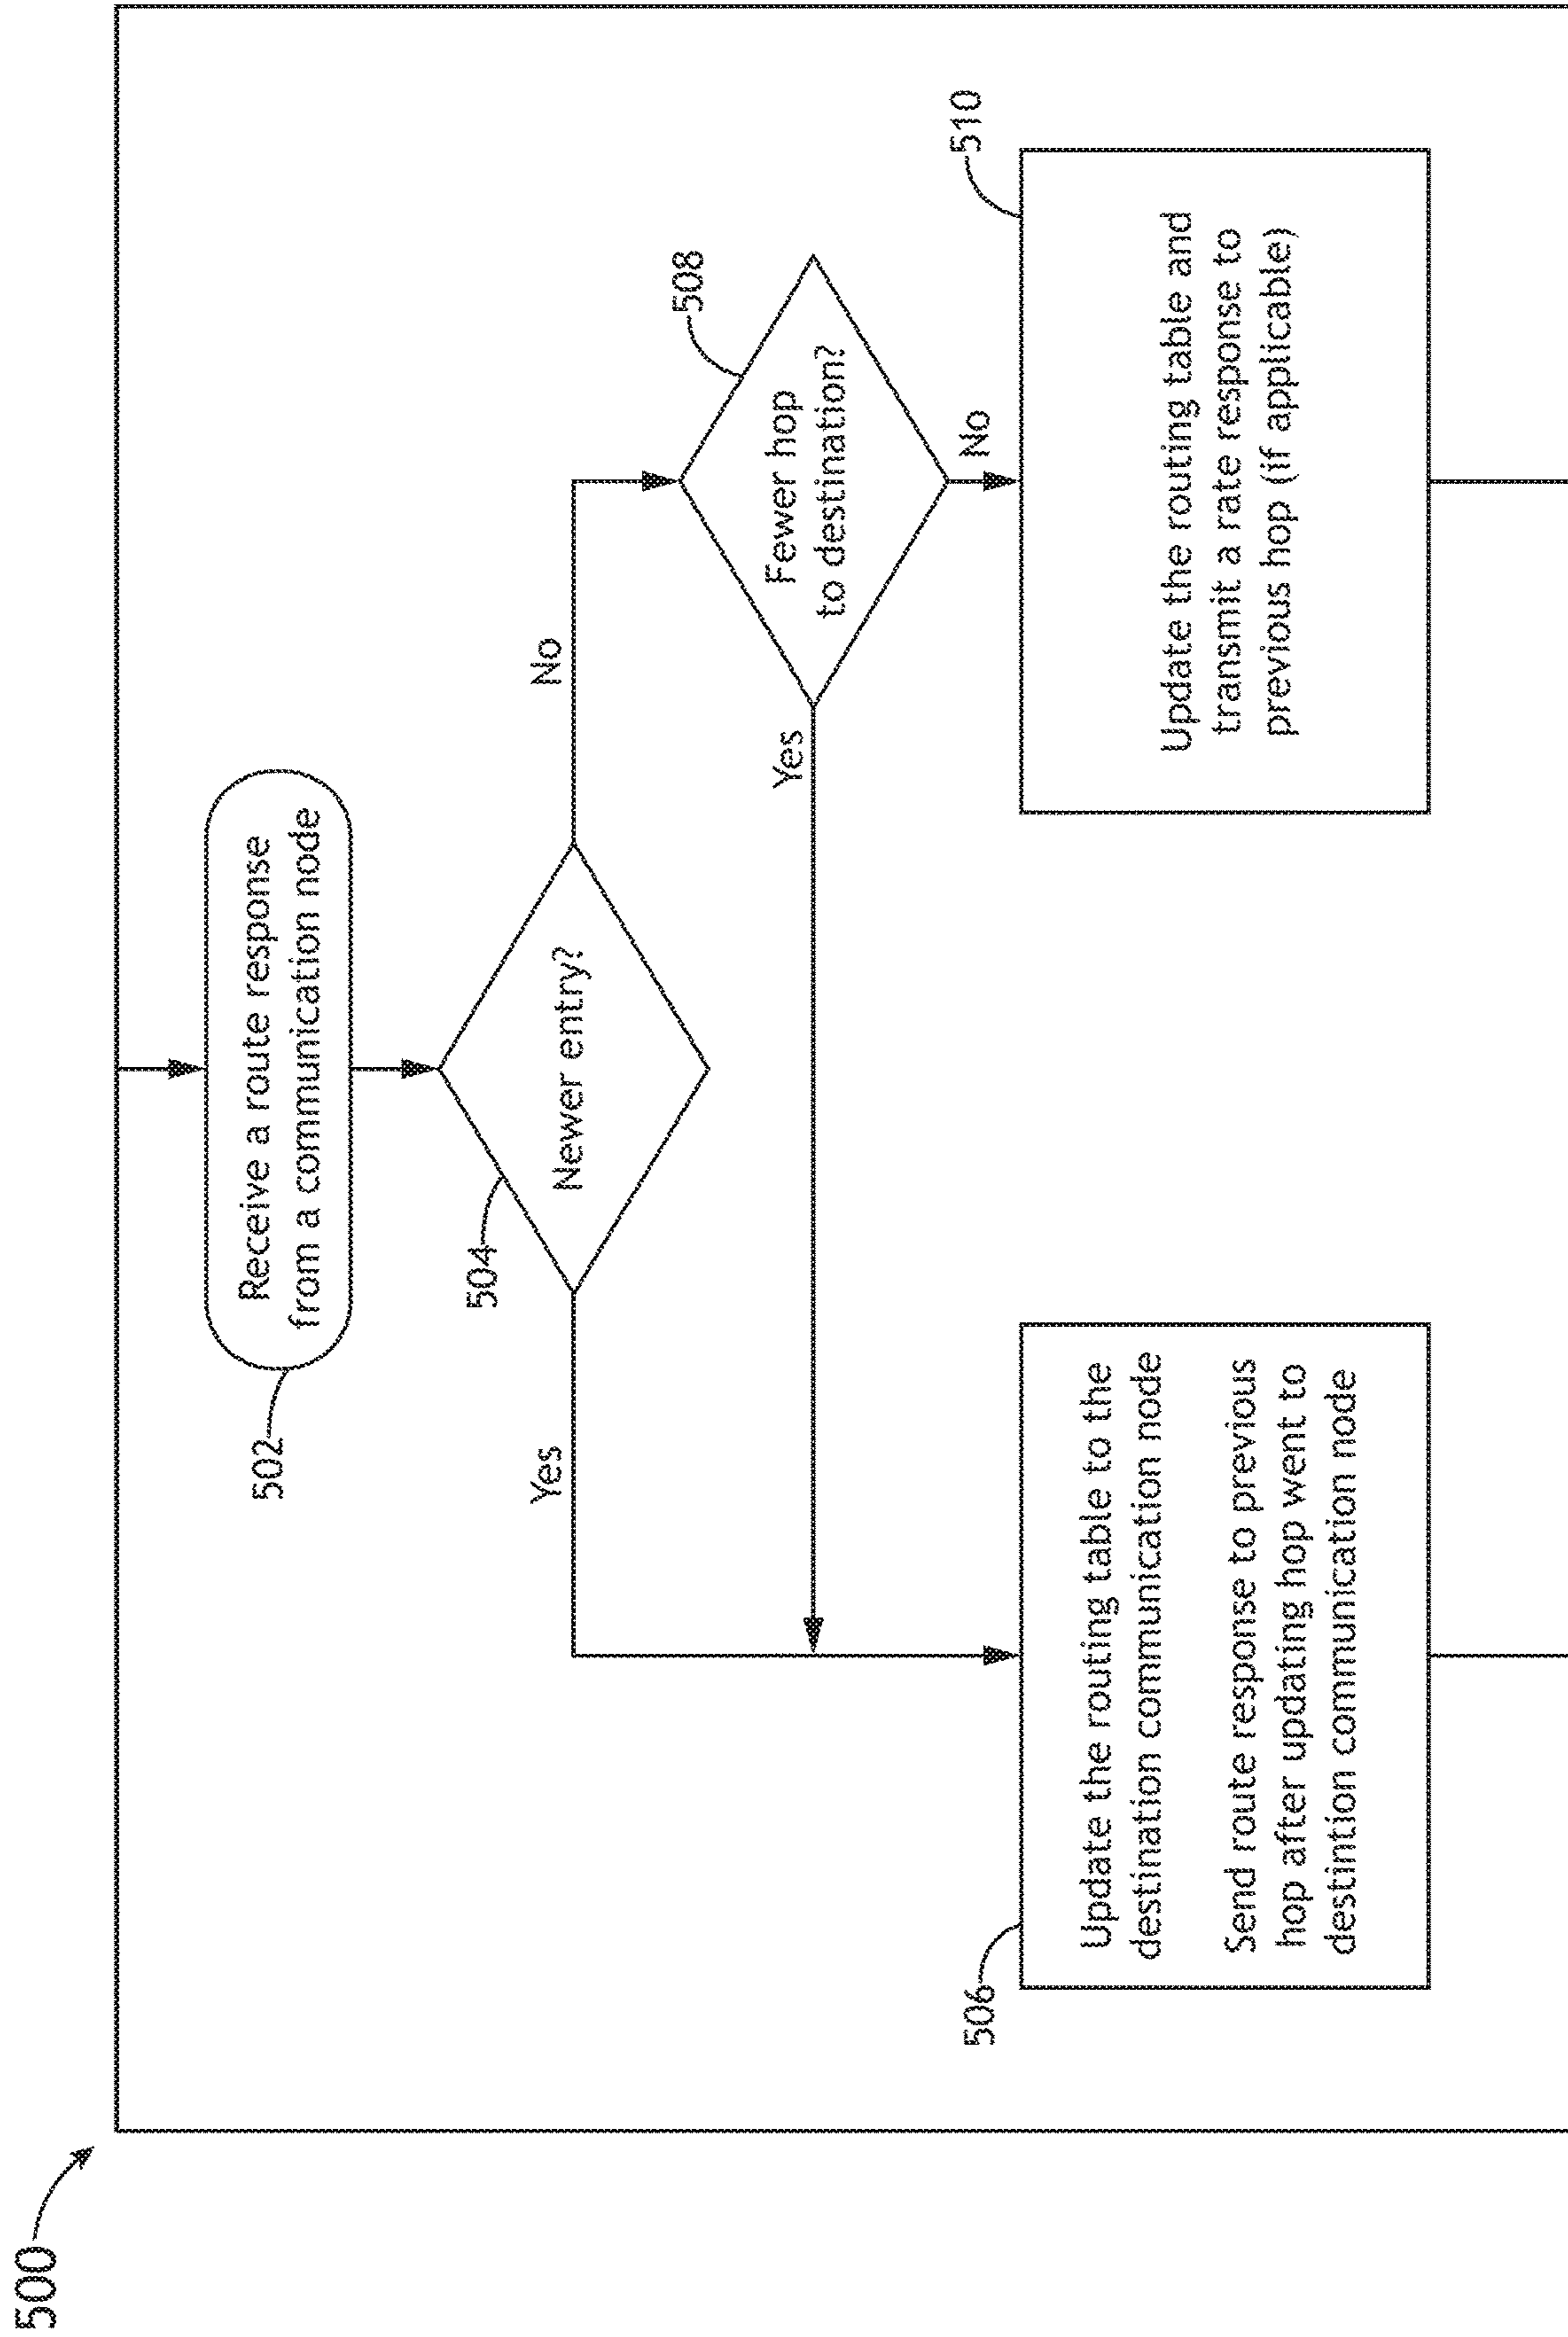 500
502
Receive a route response
from a communication node
504
Newer entry?
Yes
No
508
Fewer hop
to destination?
Yes
No
506
Update the routing table to the
destination communication node
Send route response to previous
hop after updating hop went to
destintion communication node
510
Update the routing table and
transmit a rate response to
previous hop (if applicable)